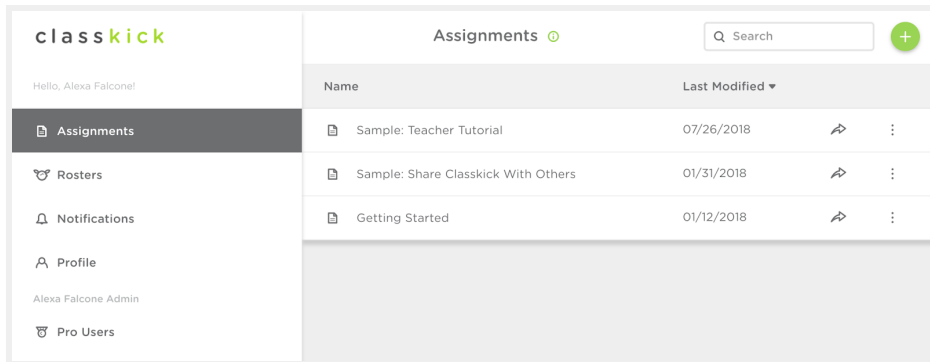 classkick
Assignments
Search
Hello, Alexa Falcone!
Name Last Modified
Assignments
Sample: Teacher Tutorial 07/26/2018
Rosters
Sample: Share Classkick With Others 01/31/2018
Notifications
Getting Started 01/12/2018
Profile
Alexa Falcone Admin
Pro Users